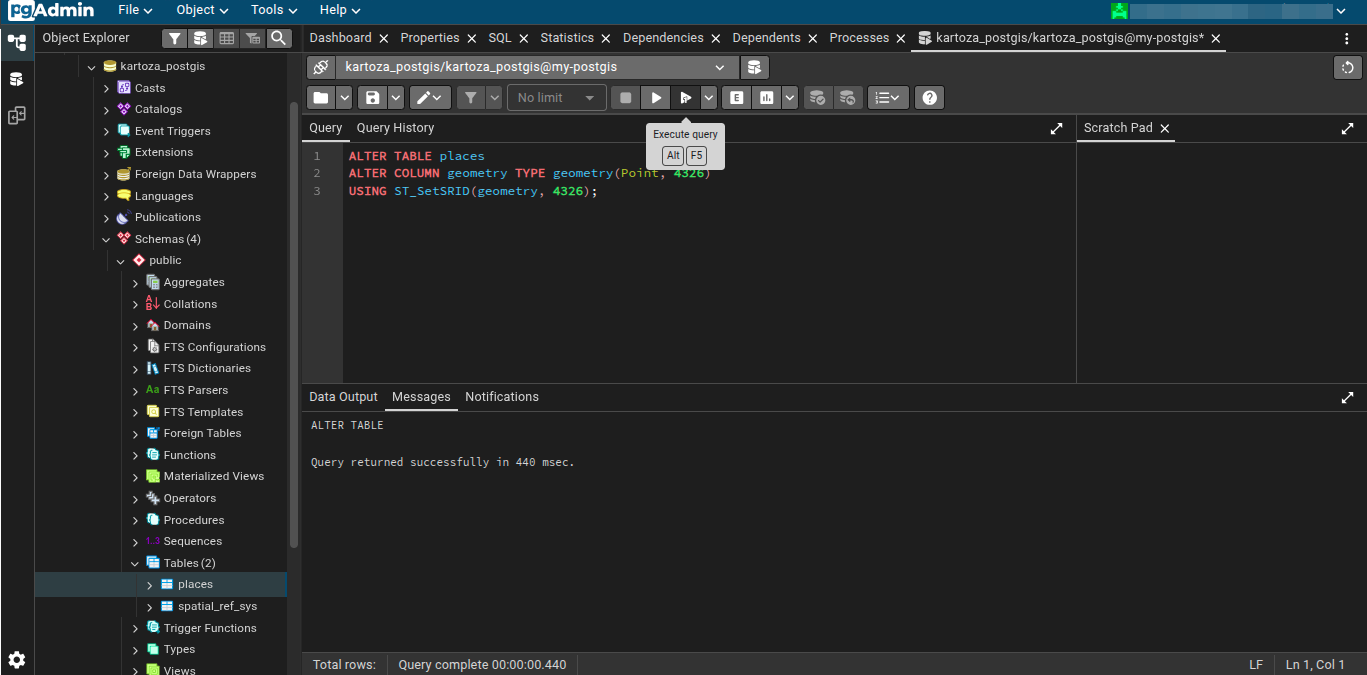 pgAdmin File Object Tools Help
Object Explorer
Dashboard Properties SQL Statistics Dependencies Dependents Processes kartoza_postgis/kartoza_postgis@my-postgis*
kartoza_postgis
Casts
Catalogs
Event Triggers
Extensions
Foreign Data Wrappers
Languages
Publications
Schemas (4)
public
Aggregates
Collations
Domains
FTS Configurations
FTS Dictionaries
Aa FTS Parsers
FTS Templates
Foreign Tables
Functions
Materialized Views
Operators
Procedures
1..3 Sequences
Tables (2)
places
spatial_ref_sys
Trigger Functions
Types
Views
kartoza_postgis/kartoza_postgis@my-postgis
No limit
E
Execute query
Alt F5
Query Query History
Scratch Pad
1 ALTER TABLE places
2 ALTER COLUMN geometry TYPE geometry(Point, 4326)
3 USING ST_SetSRID(geometry, 4326);
Data Output Messages Notifications
ALTER TABLE
Query returned successfully in 440 msec.
Total rows: Query complete 00:00:00.440 LF Ln 1, Col 1